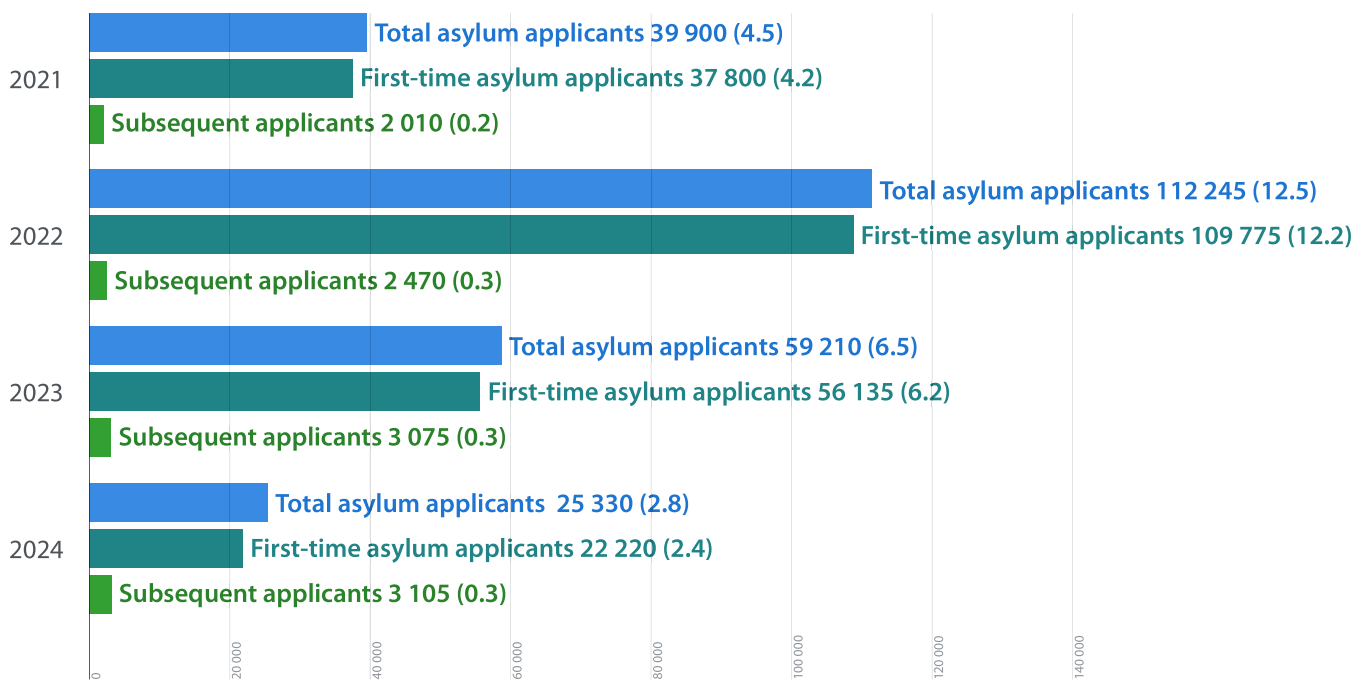 Total asylum applicants 39 900 (4.5)
2021
First-time asylum applicants 37 800 (4.2)
Subsequent applicants 2 010 (0.2)
Total asylum applicants 112 245 (12.5)
2022
First-time asylum applicants 109 775 (12.2)
Subsequent applicants 2 470 (0.3)
Total asylum applicants 59 210 (6.5)
2023
First-time asylum applicants 56 135 (6.2)
Subsequent applicants 3 075 (0.3)
Total asylum applicants 25 330 (2.8)
2024
First-time asylum applicants 22 220 (2.4)
Subsequent applicants 3 105 (0.3)
0
20 000
40 000
60 000
80 000
100 000
120 000
140 000